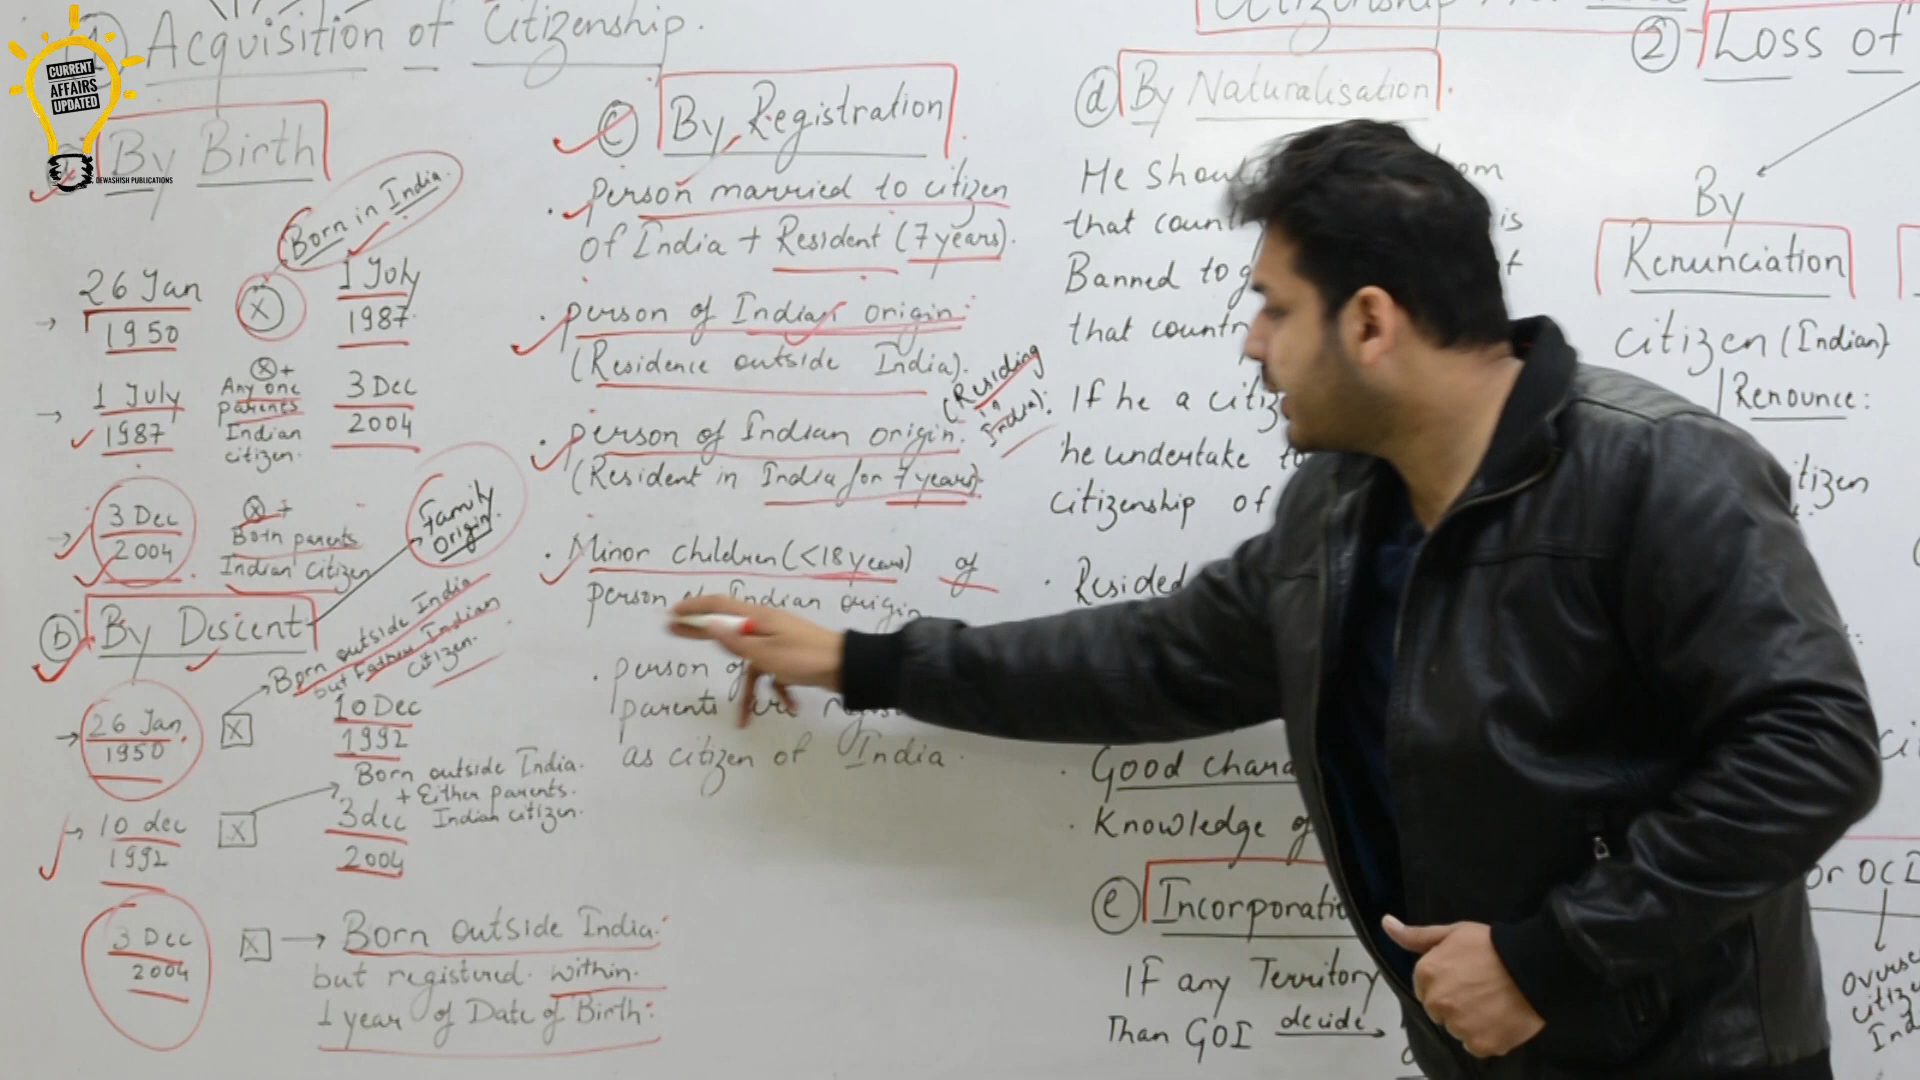 CURRENT
AFFAIRS
UPDATED
DEWASHISH PUBLICATIONS
① Acquisition of Citizenship.
By Birth
Born in India.
26 Jan
1950
X
1 July
1987
1 July
1987
X +
Any one
parents
Indian
citizen.
3 Dec
2004
3 Dec
2004
X +
Both parents
Indian Citizen
Family
Origin.
b By Descent
Born outside India
but Father Indian
Citizen.
26 Jan
1950
X
10 Dec
1992
Born outside India.
+ Either parents.
Indian citizen.
10 dec
1992
X
3 dec
2004
3 Dec
2004
X → Born outside India.
but registered within
1 year of Date of Birth:
C By Registration
. Person married to citizen
of India + Resident (7 years).
. person of Indian origin.
(Residence outside India).
. person of Indian origin.
(Resident in India for 7 years).
(Residing
in
India).
. Minor children (<18 years) of
person of Indian origin
. person of
parents are
as citizen of India.
Citizenship
d By Naturalisation.
He
that
is
Banned to
that
If he a
he undertake
Citizenship of
. Resided
. Good
. Knowledge of
e
If any Territory
Than GOI decide
② Loss of
By
Renunciation
Citizen (Indian)
Renounce:
or OCI